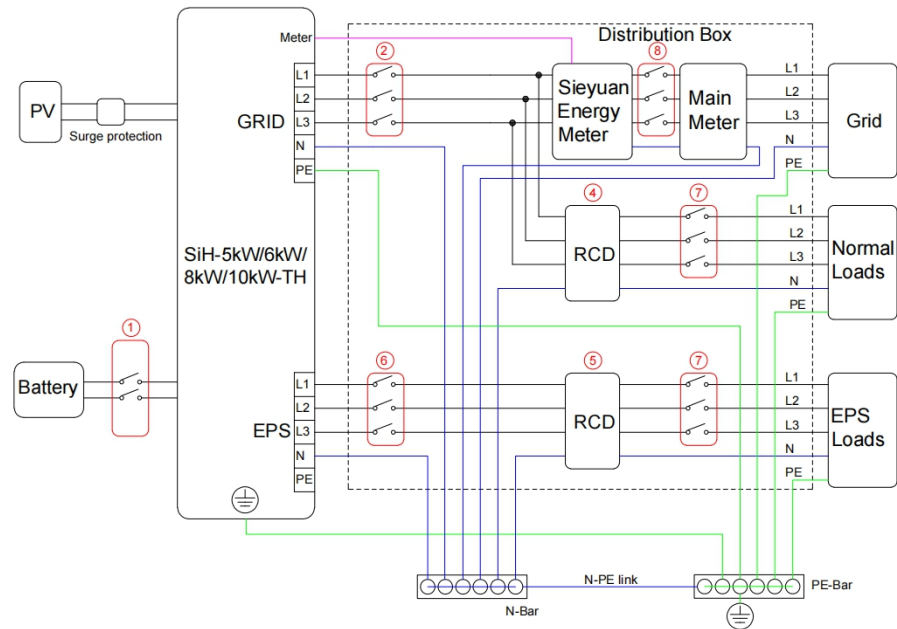 Meter
②
Distribution Box
⑧
PV
Surge protection
GRID
L1
L2
L3
N
PE
Sieyuan
Energy
Meter
Main
Meter
L1
L2
L3
N
PE
Grid
SiH-5kW/6kW/
8kW/10kW-TH
④
RCD
⑦
L1
L2
L3
N
PE
Normal
Loads
①
Battery
EPS
L1
L2
L3
N
PE
⑥
⑤
RCD
⑦
L1
L2
L3
N
PE
EPS
Loads
N-PE link
N-Bar
PE-Bar